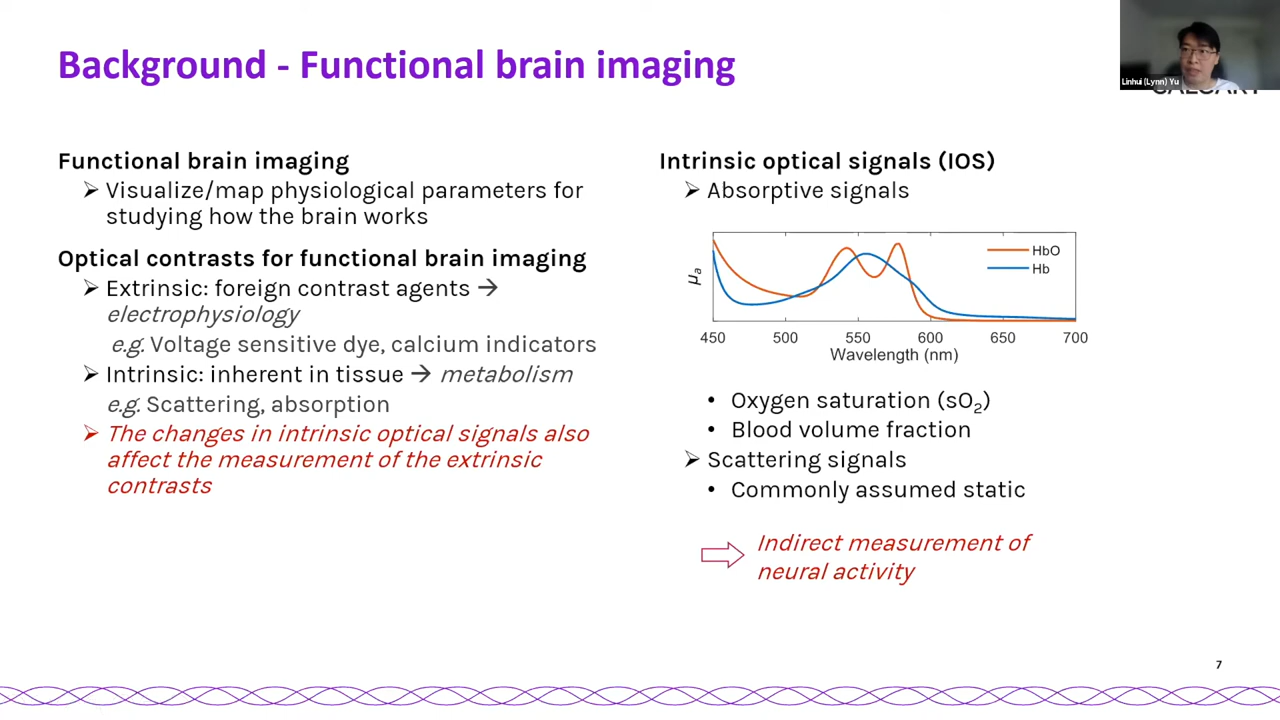 Background - Functional brain imaging
Linhui (Lynn) Yu
CALGARY
Functional brain imaging
➢ Visualize/map physiological parameters for
studying how the brain works
Optical contrasts for functional brain imaging
➢ Extrinsic: foreign contrast agents →
electrophysiology
e.g. Voltage sensitive dye, calcium indicators
➢ Intrinsic: inherent in tissue → metabolism
e.g. Scattering, absorption
➢ The changes in intrinsic optical signals also
affect the measurement of the extrinsic
contrasts
Intrinsic optical signals (IOS)
➢ Absorptive signals
μa
HbO
Hb
450 500 550 600 650 700
Wavelength (nm)
• Oxygen saturation (sO₂)
• Blood volume fraction
➢ Scattering signals
• Commonly assumed static
Indirect measurement of
neural activity
7